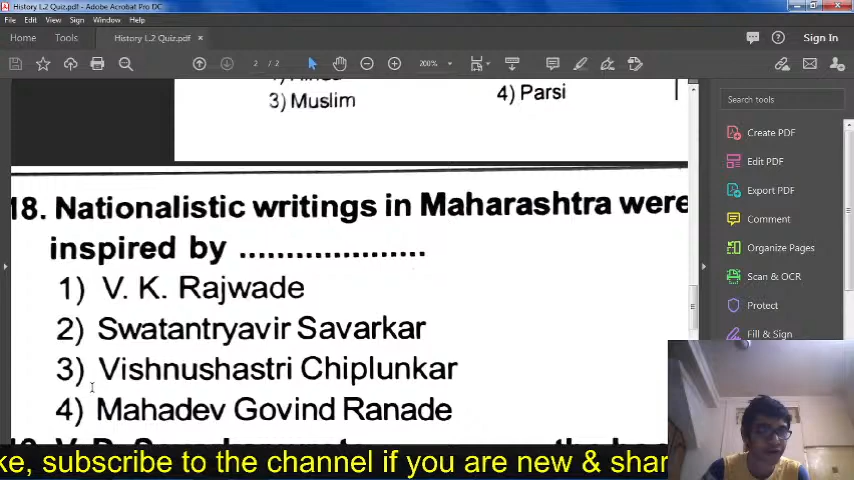 History L.2 Quiz.pdf - Adobe Acrobat Pro DC
File Edit View Sign Window Help
Home Tools History L.2 Quiz.pdf × Sign In
2 / 2 200%
3) Muslim 4) Parsi
Search tools
Create PDF
Edit PDF
Export PDF
Comment
Organize Pages
Scan & OCR
Protect
Fill & Sign
18. Nationalistic writings in Maharashtra were
inspired by ....................
1) V. K. Rajwade
2) Swatantryavir Savarkar
3) Vishnushastri Chiplunkar
4) Mahadev Govind Ranade
ke, subscribe to the channel if you are new & shar